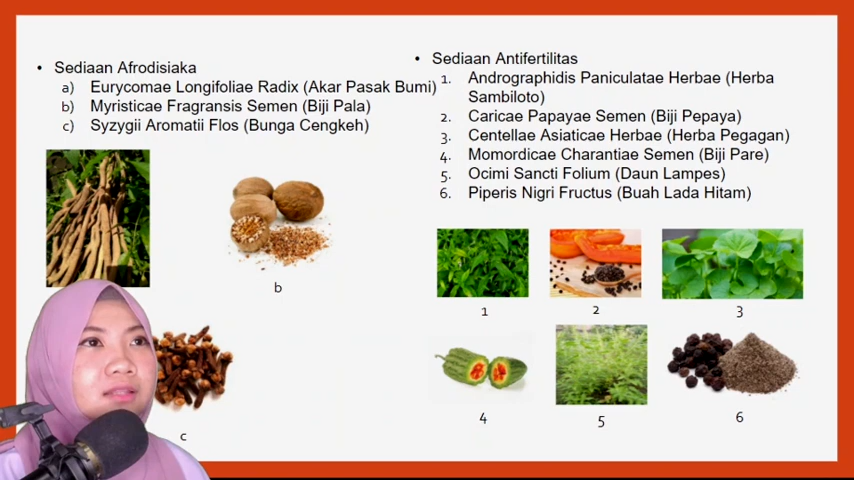 • Sediaan Afrodisiaka
a) Eurycomae Longifoliae Radix (Akar Pasak Bumi)
b) Myristicae Fragransis Semen (Biji Pala)
c) Syzygii Aromatii Flos (Bunga Cengkeh)
b
c
• Sediaan Antifertilitas
1. Andrographidis Paniculatae Herbae (Herba
Sambiloto)
2. Caricae Papayae Semen (Biji Pepaya)
3. Centellae Asiaticae Herbae (Herba Pegagan)
4. Momordicae Charantiae Semen (Biji Pare)
5. Ocimi Sancti Folium (Daun Lampes)
6. Piperis Nigri Fructus (Buah Lada Hitam)
1
2
3
4
5
6